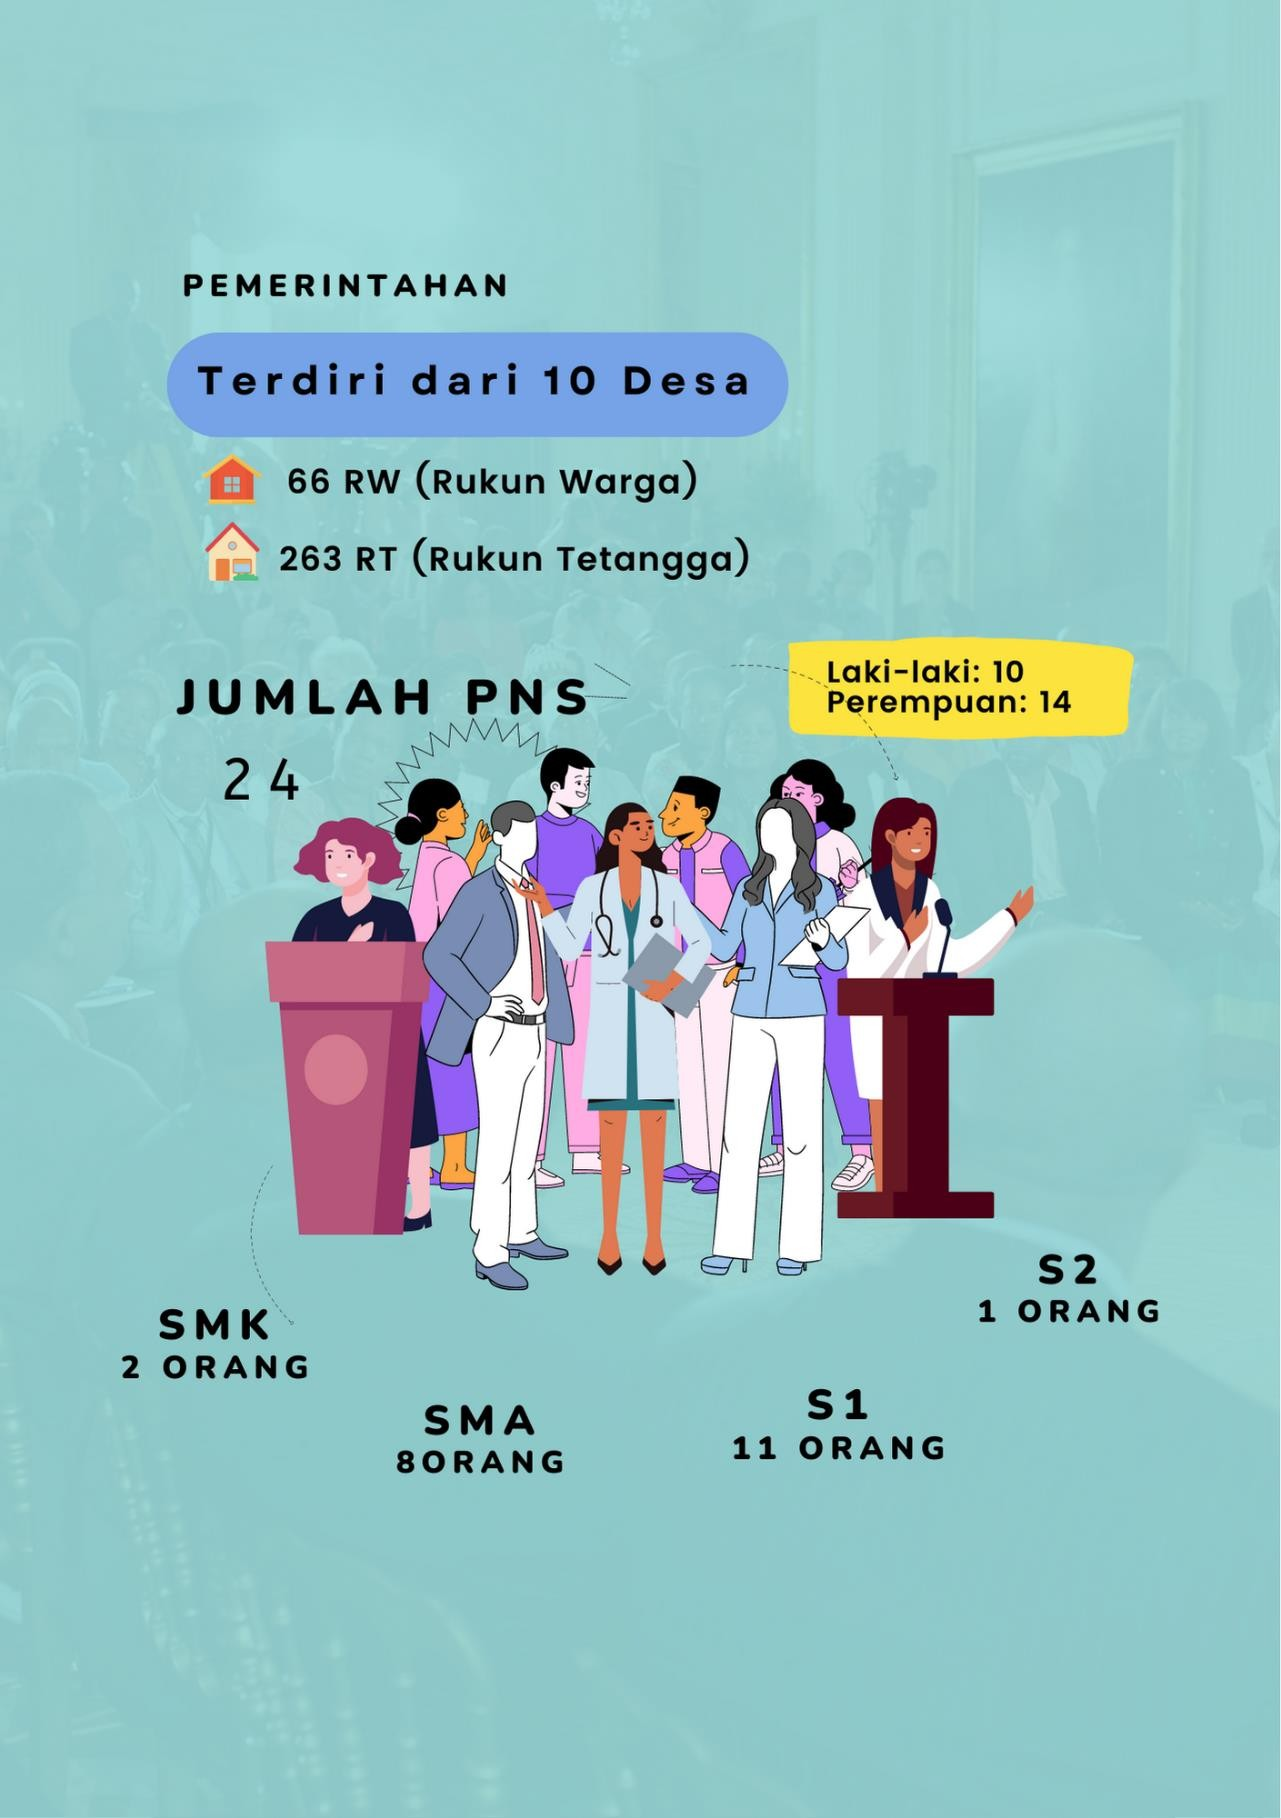 PEMERINTAHAN
Terdiri dari 10 Desa
66 RW (Rukun Warga)
263 RT (Rukun Tetangga)
JUMLAH PNS
24
Laki-laki: 10
Perempuan: 14
SMK
2 ORANG
SMA
8ORANG
S1
11 ORANG
S2
1 ORANG